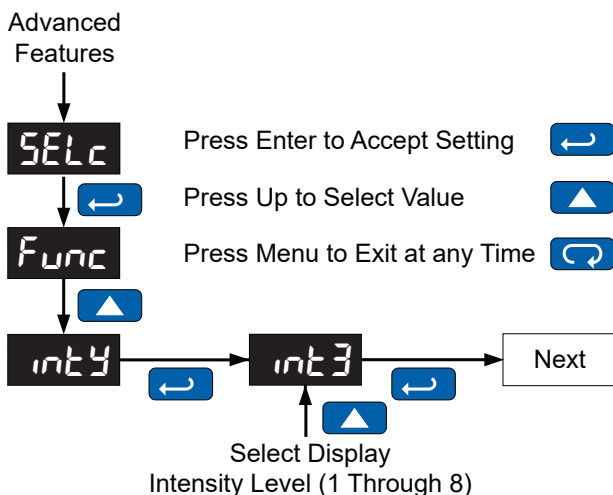 Advanced
Features
SELc
Press Enter to Accept Setting
Press Up to Select Value
Func
Press Menu to Exit at any Time
intY
int3
Next
Select Display
Intensity Level (1 Through 8)